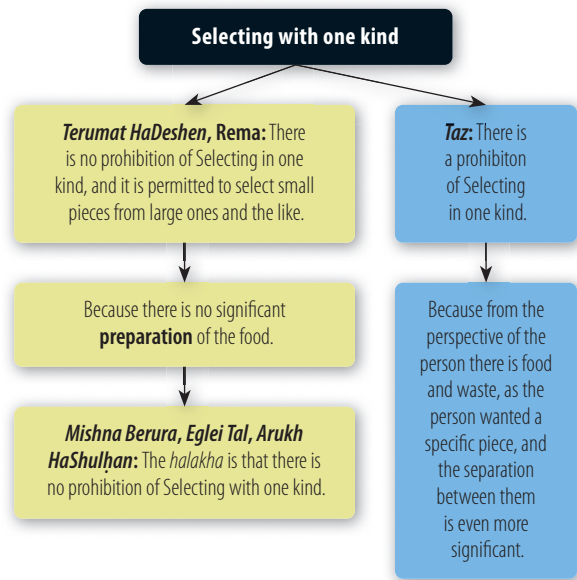 Selecting with one kind
Terumat HaDeshen, Rema: There
is no prohibition of Selecting in one
kind, and it is permitted to select small
pieces from large ones and the like.
Because there is no significant
preparation of the food.
Mishna Berura, Eglei Tal, Arukh
HaShulḥan: The halakha is that there is
no prohibition of Selecting with one kind.
Taz: There is
a prohibiton
of Selecting
in one kind.
Because from the
perspective of the
person there is food
and waste, as the
person wanted a
specific piece, and
the separation
between them
is even more
significant.